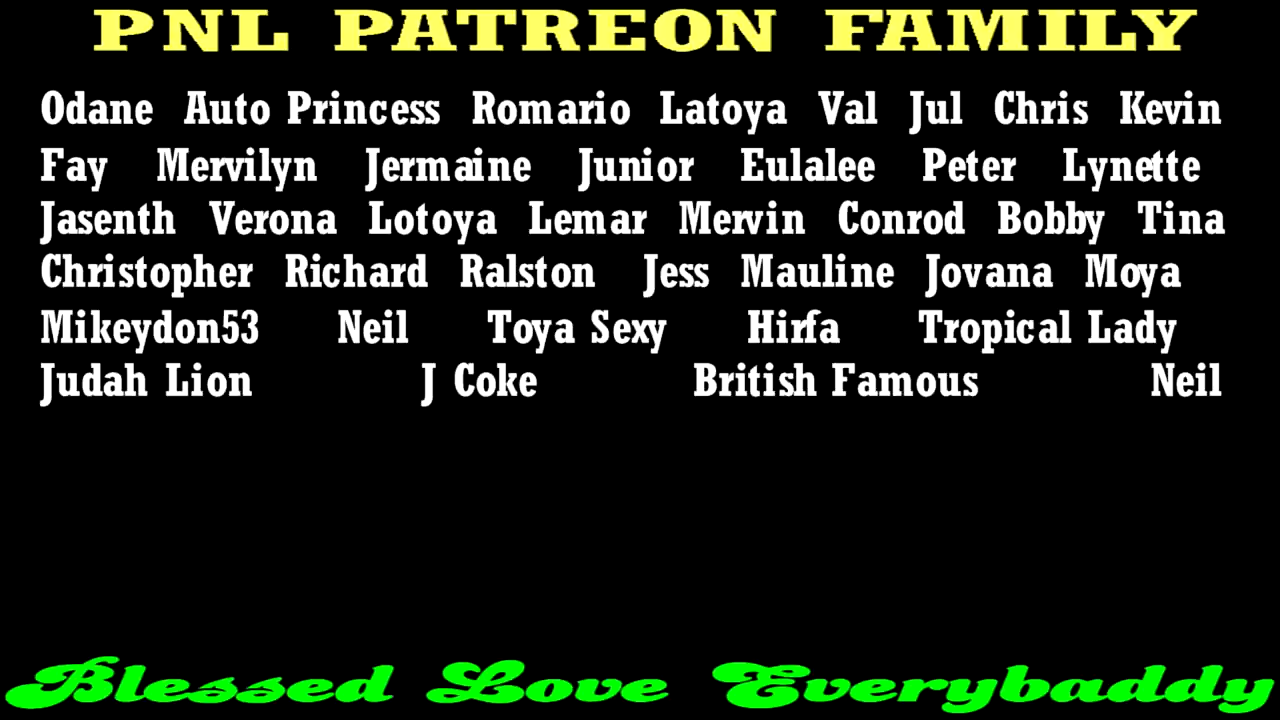 PNL PATREON FAMILY
Odane Auto Princess Romario Latoya Val Jul Chris Kevin
Fay Mervilyn Jermaine Junior Eulalee Peter Lynette
Jasenth Verona Lotoya Lemar Mervin Conrod Bobby Tina
Christopher Richard Ralston Jess Mauline Jovana Moya
Mikeydon53 Neil Toya Sexy Hirfa Tropical Lady
Judah Lion J Coke British Famous Neil
Blessed Love Everybaddy